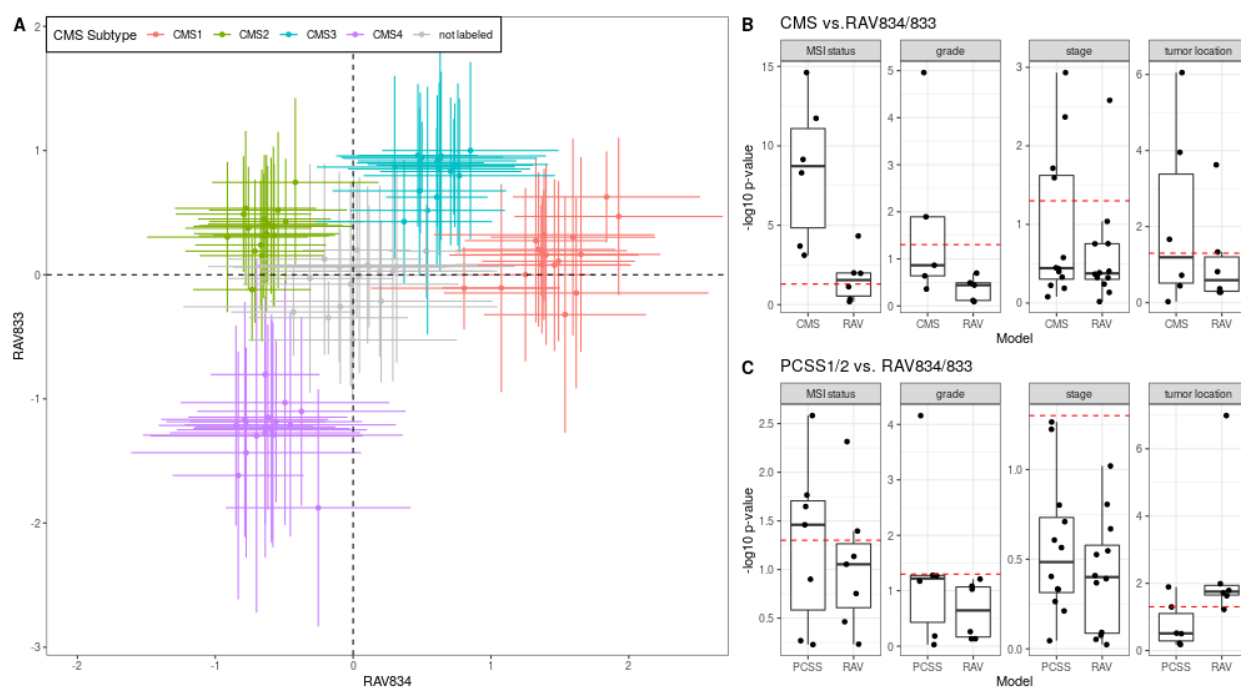 A
CMS Subtype CMS1 CMS2 CMS3 CMS4 not labeled
2
1
0
-1
-2
-3
RAV833
-2 -1 0 1 2
RAV834
B CMS vs.RAV834/833
MSI status grade stage tumor location
-log10 p-value
15
10
5
0
5
4
3
2
1
0
3
2
1
0
6
4
2
0
CMS RAV CMS RAV CMS RAV CMS RAV
Model
C PCSS1/2 vs. RAV834/833
MSI status grade stage tumor location
-log10 p-value
2.5
2.0
1.5
1.0
0.5
4
3
2
1
0
1.0
0.5
0.0
6
4
2
0
PCSS RAV PCSS RAV PCSS RAV PCSS RAV
Model